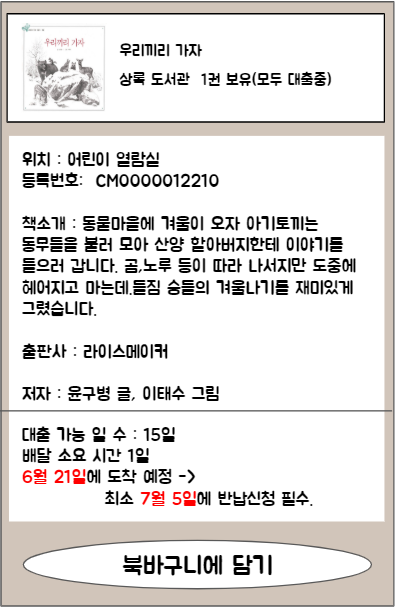 우리끼리 가자
우리끼리 가자
상록 도서관 1권 보유(모두 대출중)
위치 : 어린이 열람실
등록번호: CM0000012210
책소개 : 동물마을에 겨울이 오자 아기토끼는
동무들을 불러 모아 산양 할아버지한테 이야기를
들으러 갑니다. 곰,노루 등이 따라 나서지만 도중에
헤어지고 마는데.들짐 승들의 겨울나기를 재미있게
그렸습니다.
출판사 : 라이스메이커
저자 : 윤구병 글, 이태수 그림
대출 가능 일 수 : 15일
배달 소요 시간 1일
6월 21일에 도착 예정 ->
최소 7월 5일에 반납신청 필수.
북바구니에 담기